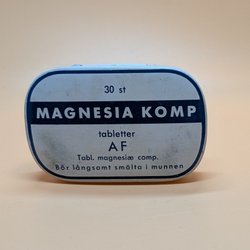 30 st
MAGNESIA KOMP
tabletter
AF
Tabl. magnesiæ comp.
Bör långsamt smälta i munnen